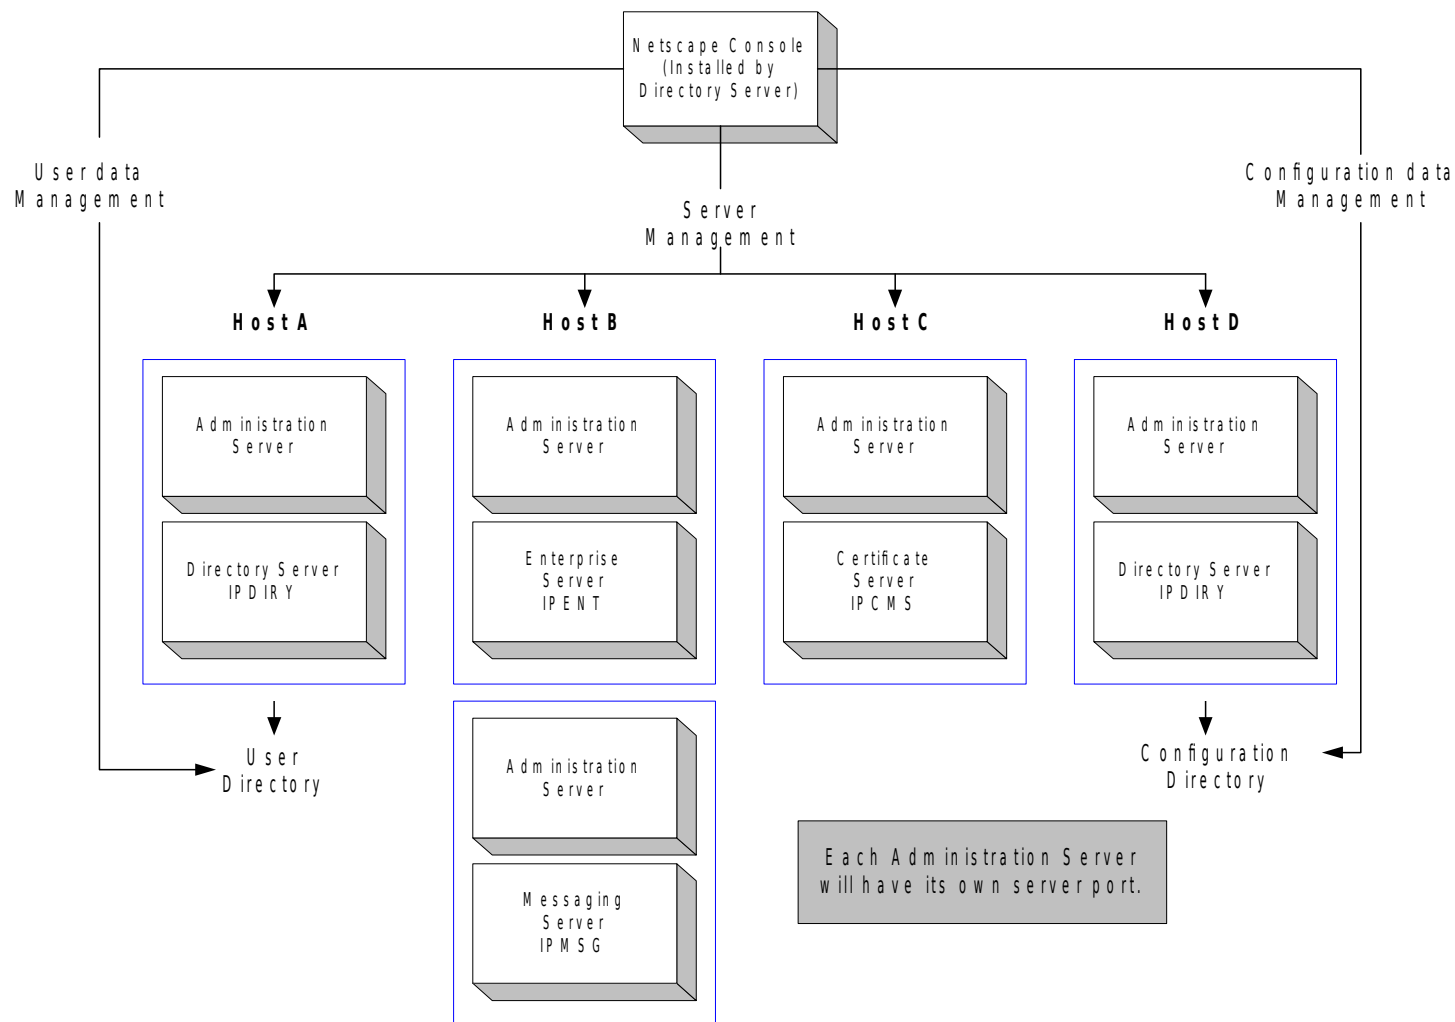 Netscape Console
(Installed by
Directory Server)
User data
Management
Configuration data
Management
Server
Management
Host A
Host B
Host C
Host D
Administration
Server
Administration
Server
Administration
Server
Administration
Server
Directory Server
IPDIRY
Enterprise
Server
IPENT
Certificate
Server
IPCMS
Directory Server
IPDIRY
User
Directory
Administration
Server
Configuration
Directory
Each Administration Server
will have its own server port.
Messaging
Server
IPMSG